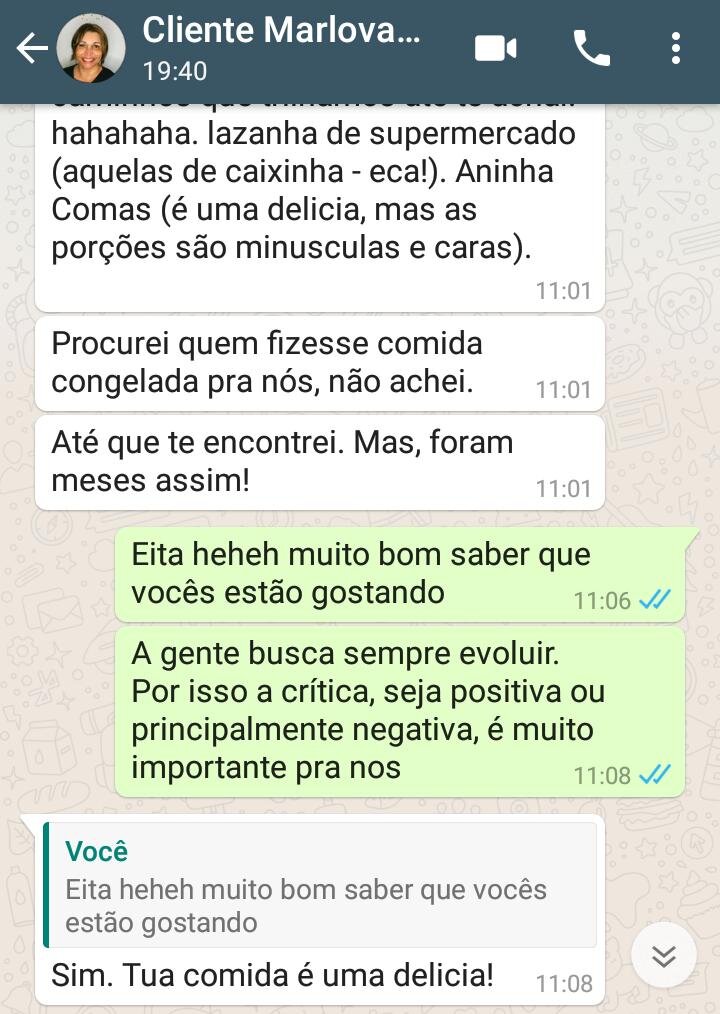 Cliente Marlova...
19:40
hahahaha. lazanha de supermercado
(aquelas de caixinha - eca!). Aninha
Comas (é uma delicia, mas as
porções são minusculas e caras).
11:01
Procurei quem fizesse comida
congelada pra nós, não achei.
11:01
Até que te encontrei. Mas, foram
meses assim!
11:01
Eita heheh muito bom saber que
vocês estão gostando
11:06
A gente busca sempre evoluir.
Por isso a crítica, seja positiva ou
principalmente negativa, é muito
importante pra nos
11:08
Você
Eita heheh muito bom saber que vocês
estão gostando
Sim. Tua comida é uma delicia!
11:08